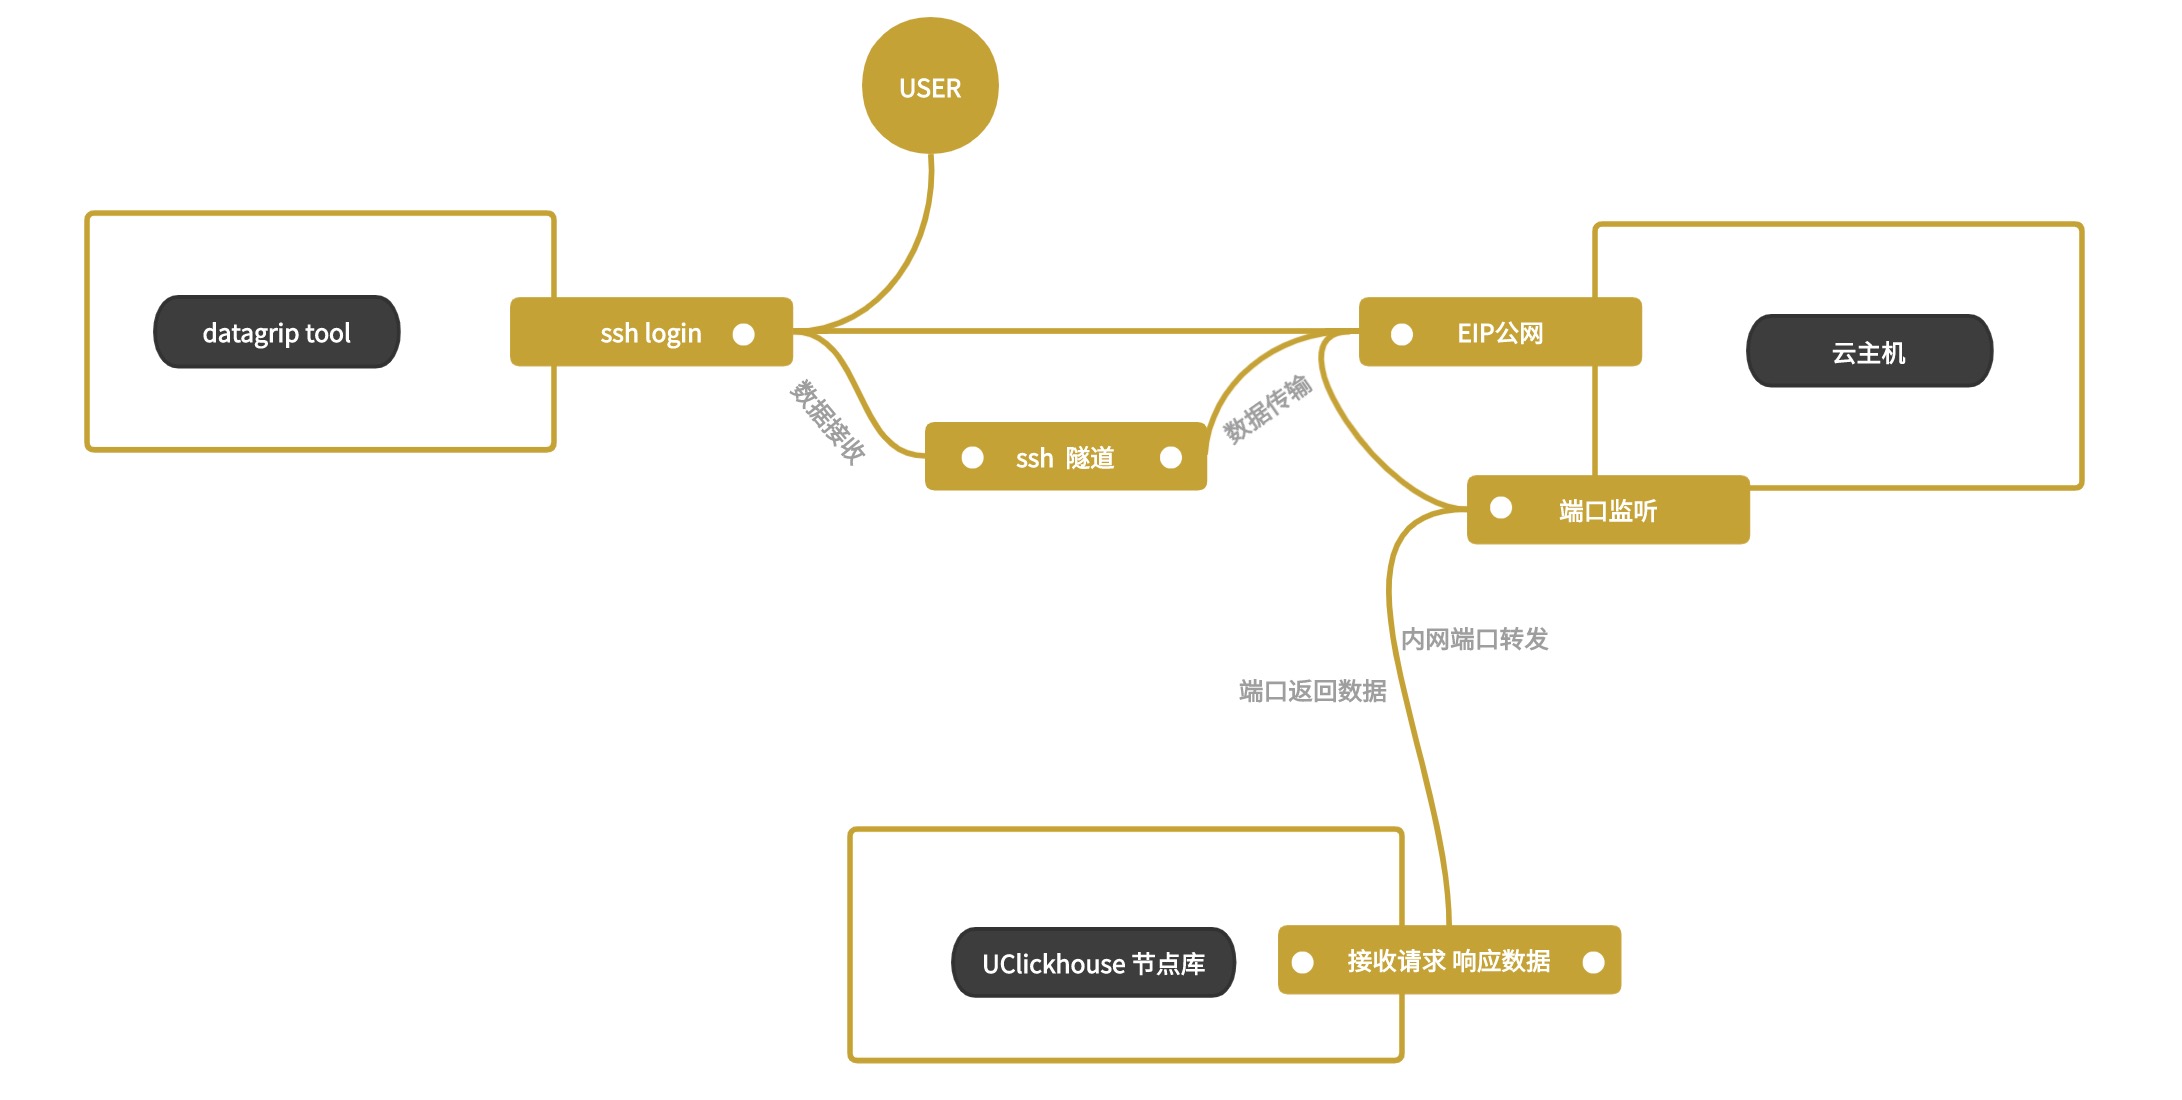 USER
datagrip tool
ssh login
EIP公网
云主机
数据接收
数据传输
ssh 隧道
端口监听
内网端口转发
端口返回数据
UClickhouse 节点库
接收请求 响应数据